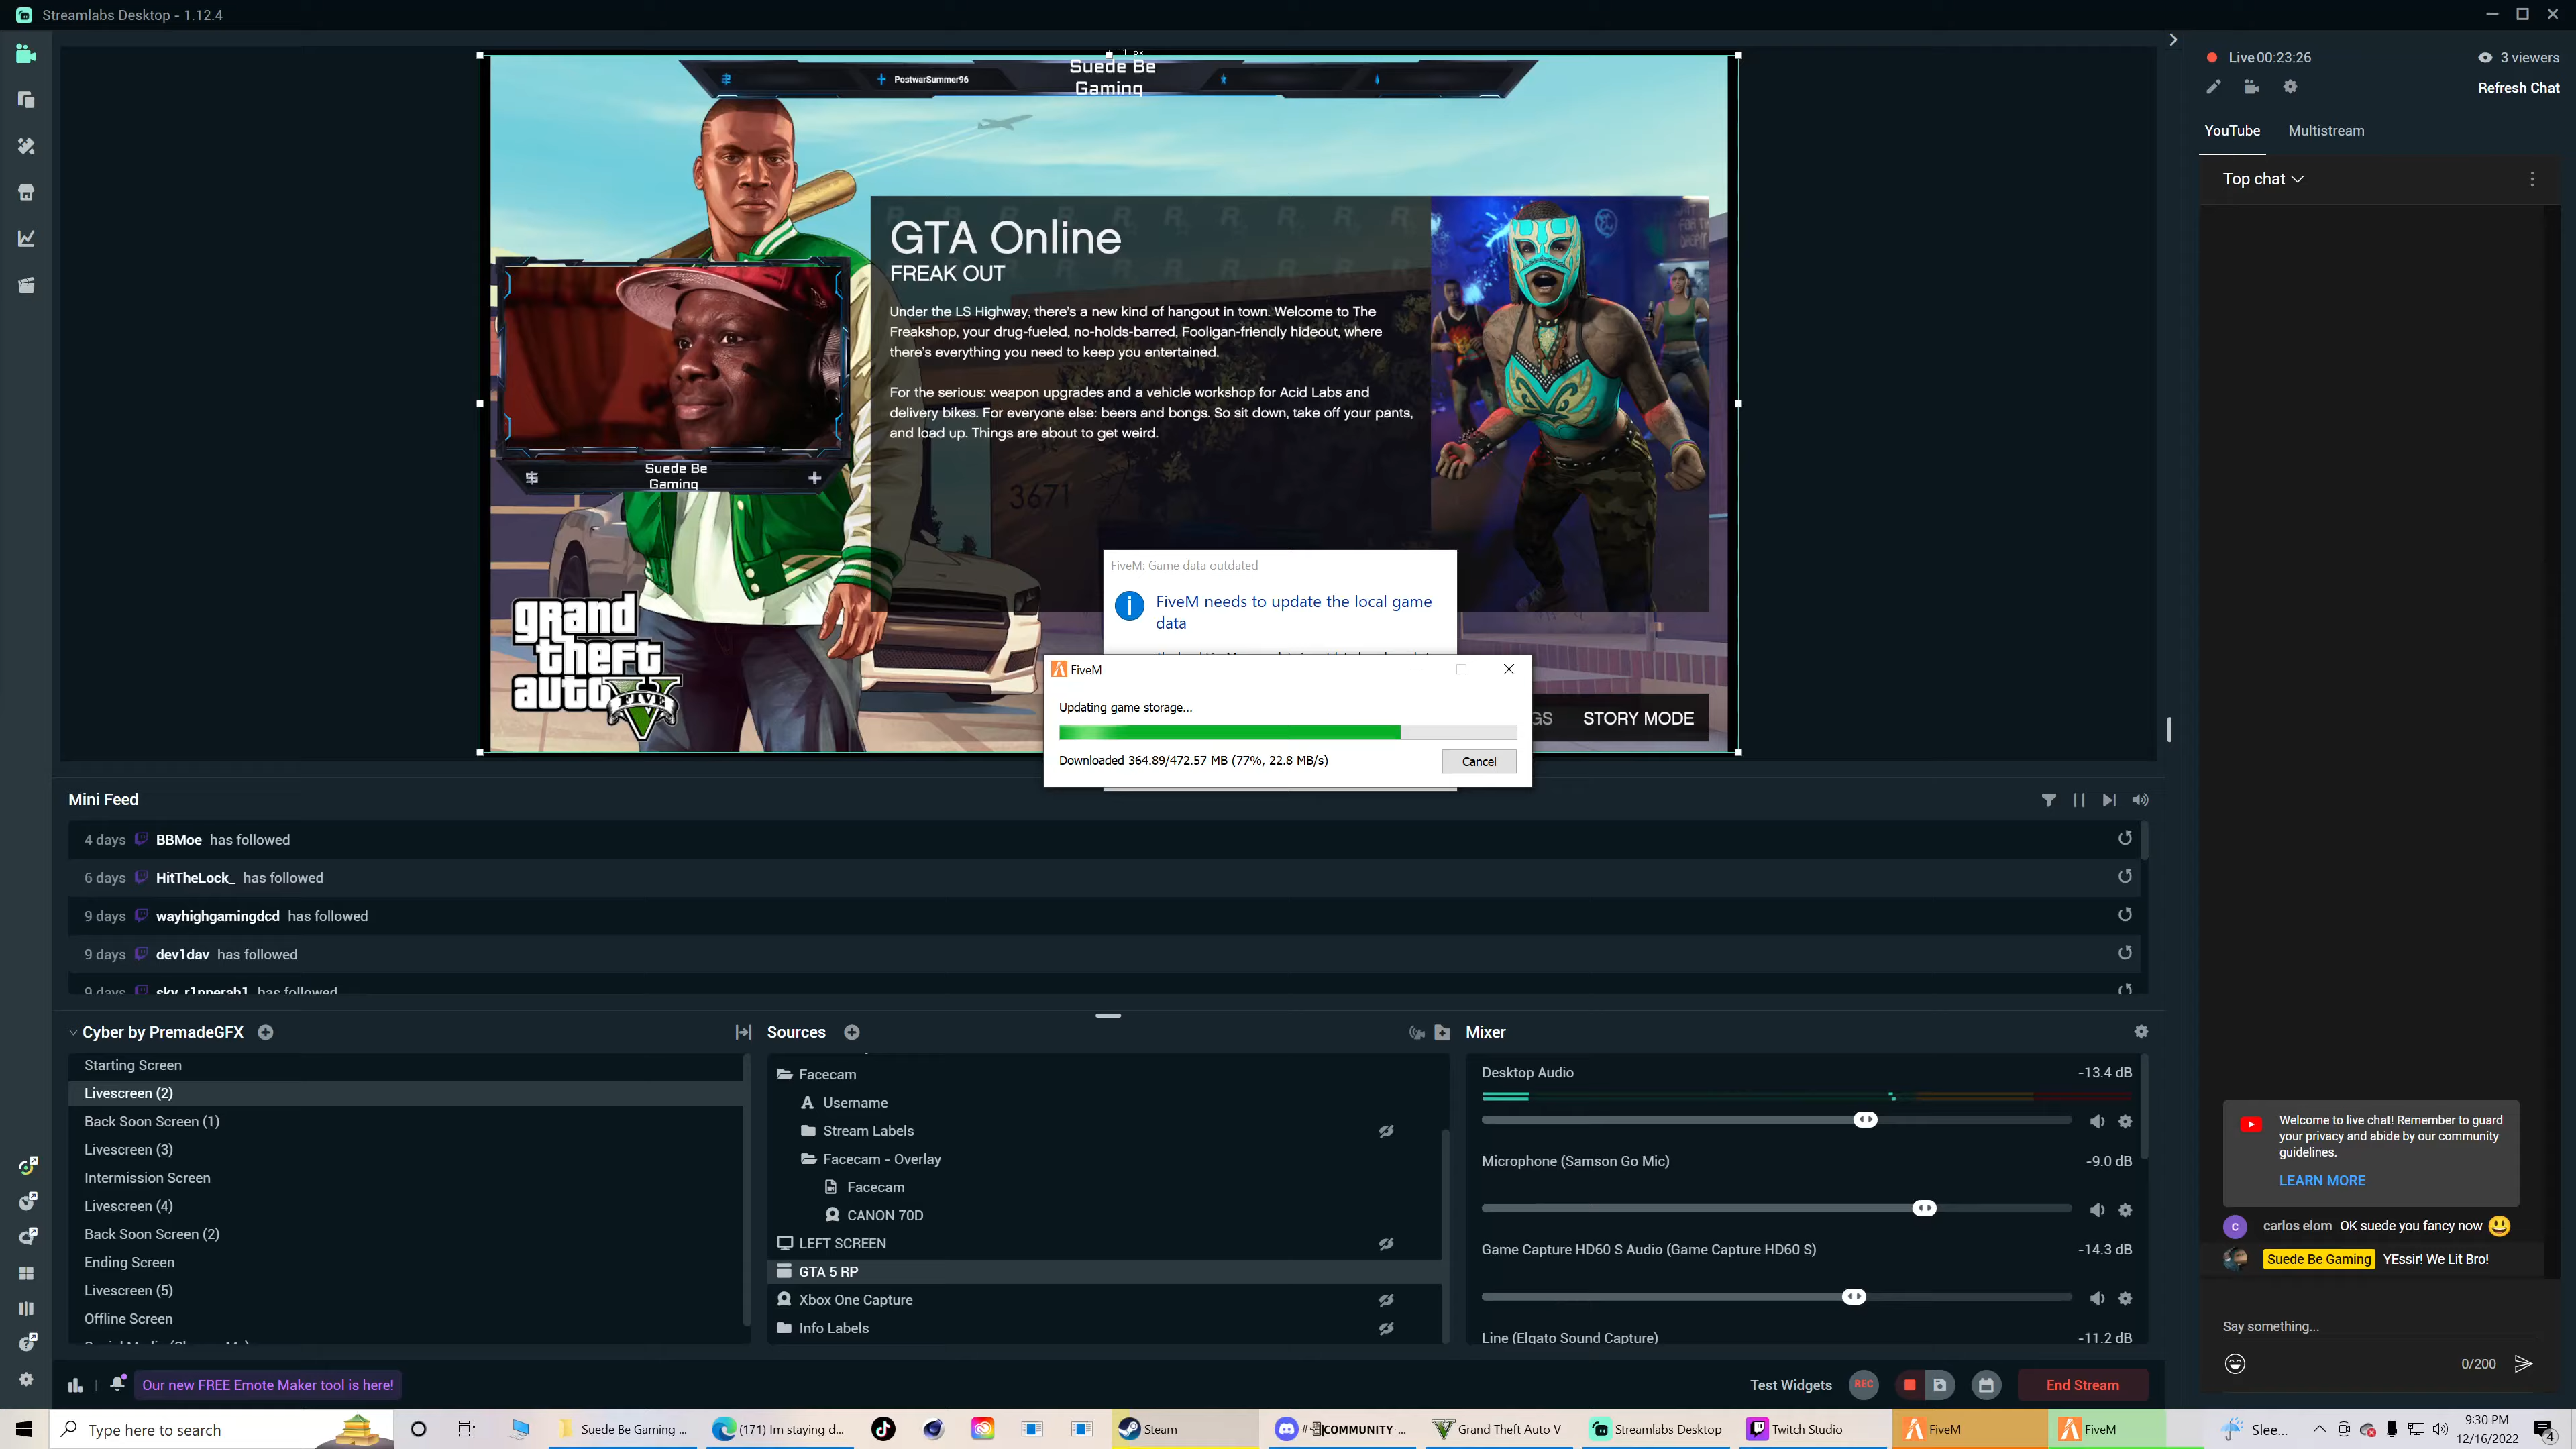 Streamlabs Desktop - 1.12.4
11 px
PostwarSummer96
Suede Be
Gaming
GTA Online
FREAK OUT
Under the LS Highway, there's a new kind of hangout in town. Welcome to The
Freakshop, your drug-fueled, no-holds-barred, Fooligan-friendly hideout, where
there's everything you need to keep you entertained.
For the serious: weapon upgrades and a vehicle workshop for Acid Labs and
delivery bikes. For everyone else: beers and bongs. So sit down, take off your pants,
and load up. Things are about to get weird.
3671
Suede Be
Gaming
grand
theft
auto V
FIVE
FiveM: Game data outdated
FiveM needs to update the local game
data
FiveM
Updating game storage...
Downloaded 364.89/472.57 MB (77%, 22.8 MB/s)
Cancel
GS STORY MODE
Live 00:23:26
3 viewers
Refresh Chat
YouTube
Multistream
Top chat
Mini Feed
4 days BBMoe has followed
6 days HitTheLock_ has followed
9 days wayhighgamingdcd has followed
9 days dev1dav has followed
9 days sky_r1pperah1 has followed
Cyber by PremadeGFX
Starting Screen
Livescreen (2)
Back Soon Screen (1)
Livescreen (3)
Intermission Screen
Livescreen (4)
Back Soon Screen (2)
Ending Screen
Livescreen (5)
Offline Screen
Sources
Facecam
Username
Stream Labels
Facecam - Overlay
Facecam
CANON 70D
LEFT SCREEN
GTA 5 RP
Xbox One Capture
Info Labels
Mixer
Desktop Audio -13.4 dB
Microphone (Samson Go Mic) -9.0 dB
Game Capture HD60 S Audio (Game Capture HD60 S) -14.3 dB
Line (Elgato Sound Capture) -11.2 dB
Welcome to live chat! Remember to guard
your privacy and abide by our community
guidelines.
LEARN MORE
carlos elom OK suede you fancy now 😃
Suede Be Gaming YEssir! We Lit Bro!
Say something...
0/200
Our new FREE Emote Maker tool is here!
Test Widgets
REC
End Stream
Type here to search
Suede Be Gaming ...
(171) Im staying d...
Steam
COMMUNITY-...
Grand Theft Auto V
Streamlabs Desktop
Twitch Studio
FiveM
FiveM
Slee...
9:30 PM
12/16/2022
4